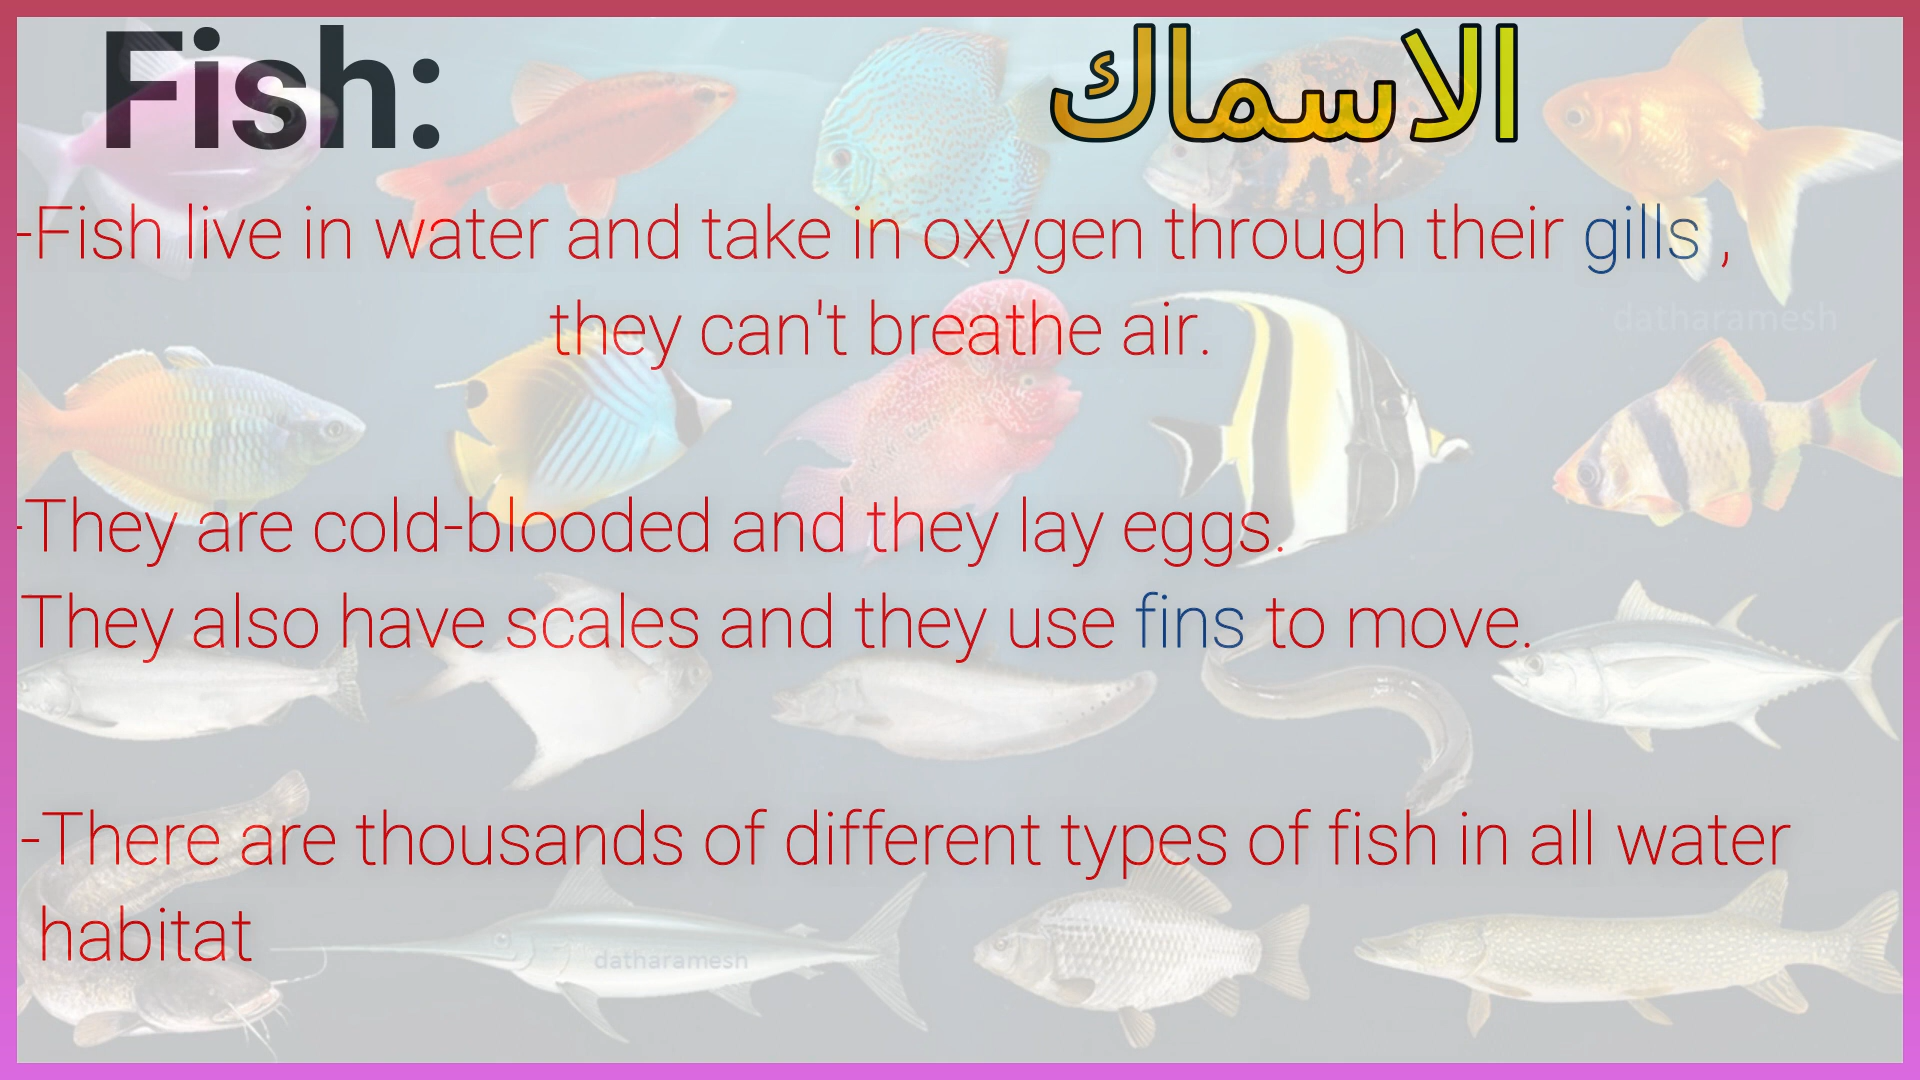 Fish:
الاسماك
-Fish live in water and take in oxygen through their gills ,
they can't breathe air.
datharamesh
-They are cold-blooded and they lay eggs.
They also have scales and they use fins to move.
-There are thousands of different types of fish in all water
habitat
datharamesh